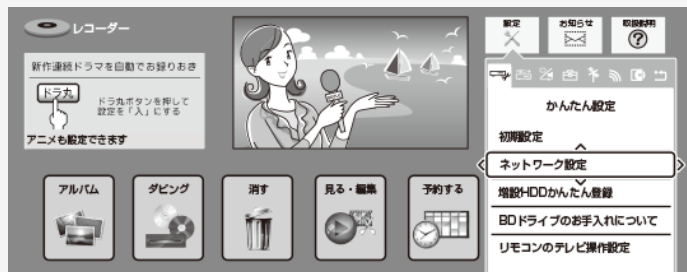 レコーダー
新作連続ドラマを自動でお録りおき
ドラ丸
ドラ丸ボタンを押して
設定を「入」にする
アニメも設定できます
アルバム
ダビング
消す
見る・編集
予約する
設定
お知らせ
取扱説明
かんたん設定
初期設定
ネットワーク設定
増設HDDかんたん登録
BDドライブのお手入れについて
リモコンのテレビ操作設定